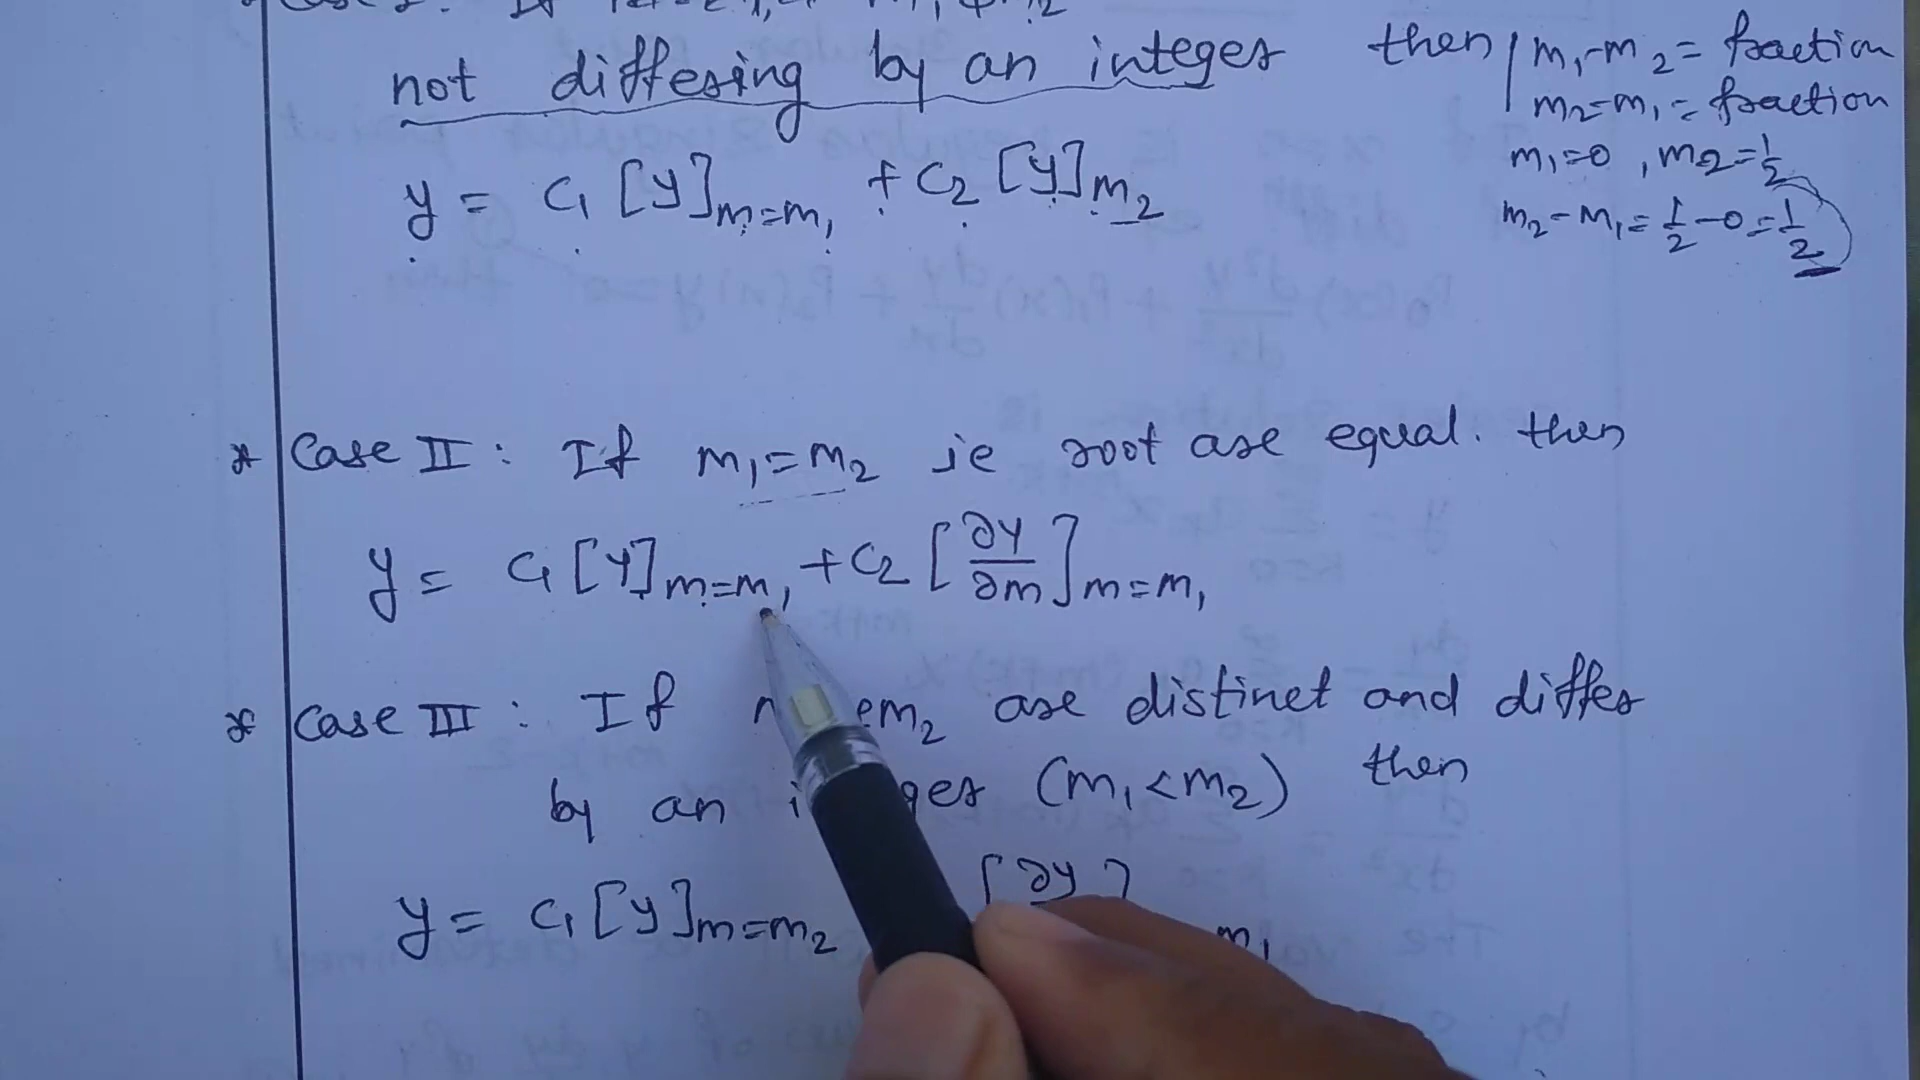 not differing by an integer then
y = C₁ [y]ₘ₌ₘ₁ + C₂ [y]ₘ₂
m₁-m₂ = fraction
m₂-m₁ = fraction
m₁=0 , m₂=1/2
m₂-m₁ = 1/2 -0 = 1/2
* Case II : If m₁=m₂ ie root are equal. then
y = C₁ [y]ₘ₌ₘ₁ + C₂ [∂y/∂m]ₘ₌ₘ₁
* Case III : If m₂ are distinct and differ
by an (m₁<m₂) then
y = C₁ [y]ₘ₌ₘ₂ [∂y ] m₁